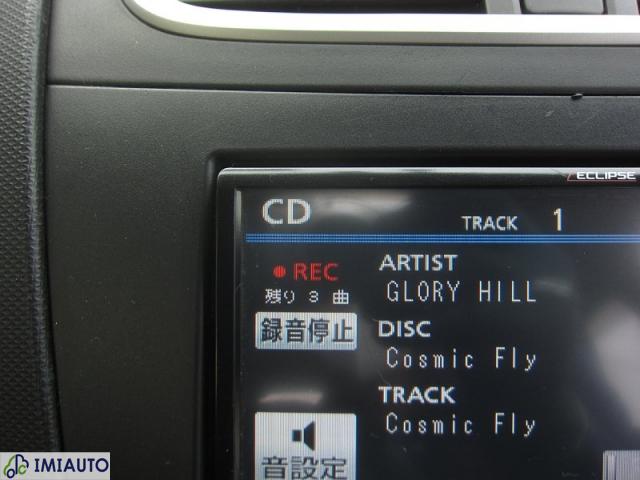 ECLIPSE
CD
TRACK 1
● REC
残り 3 曲
録音停止
ARTIST
GLORY HILL
DISC
Cosmic Fly
TRACK
Cosmic Fly
音設定
IMIAUTO